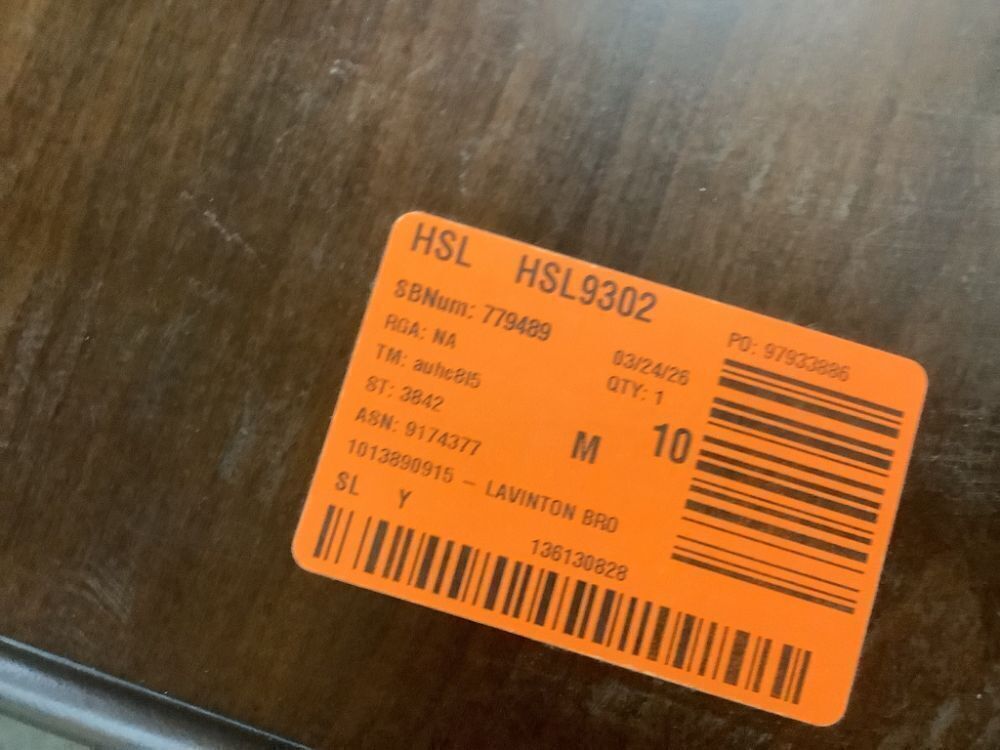 HSL HSL9302
SBNum: 779489
RGA: NA
03/24/26
PO: 97933886
TM: auhc8l5
QTY: 1
ST: 3842
ASN: 9174377
M 10
1013890915 - LAVINTON BRO
SL Y
136130828